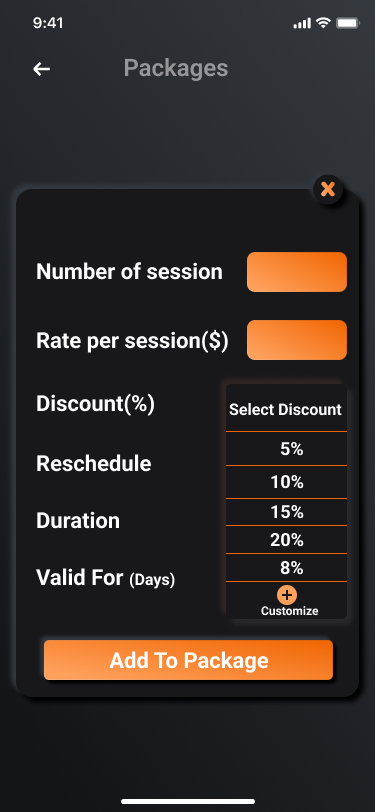 9:41
Packages
Number of session
Rate per session($)
Discount(%)
Select Discount
5%
Reschedule
10%
15%
Duration
20%
8%
Valid For (Days)
Customize
Add To Package